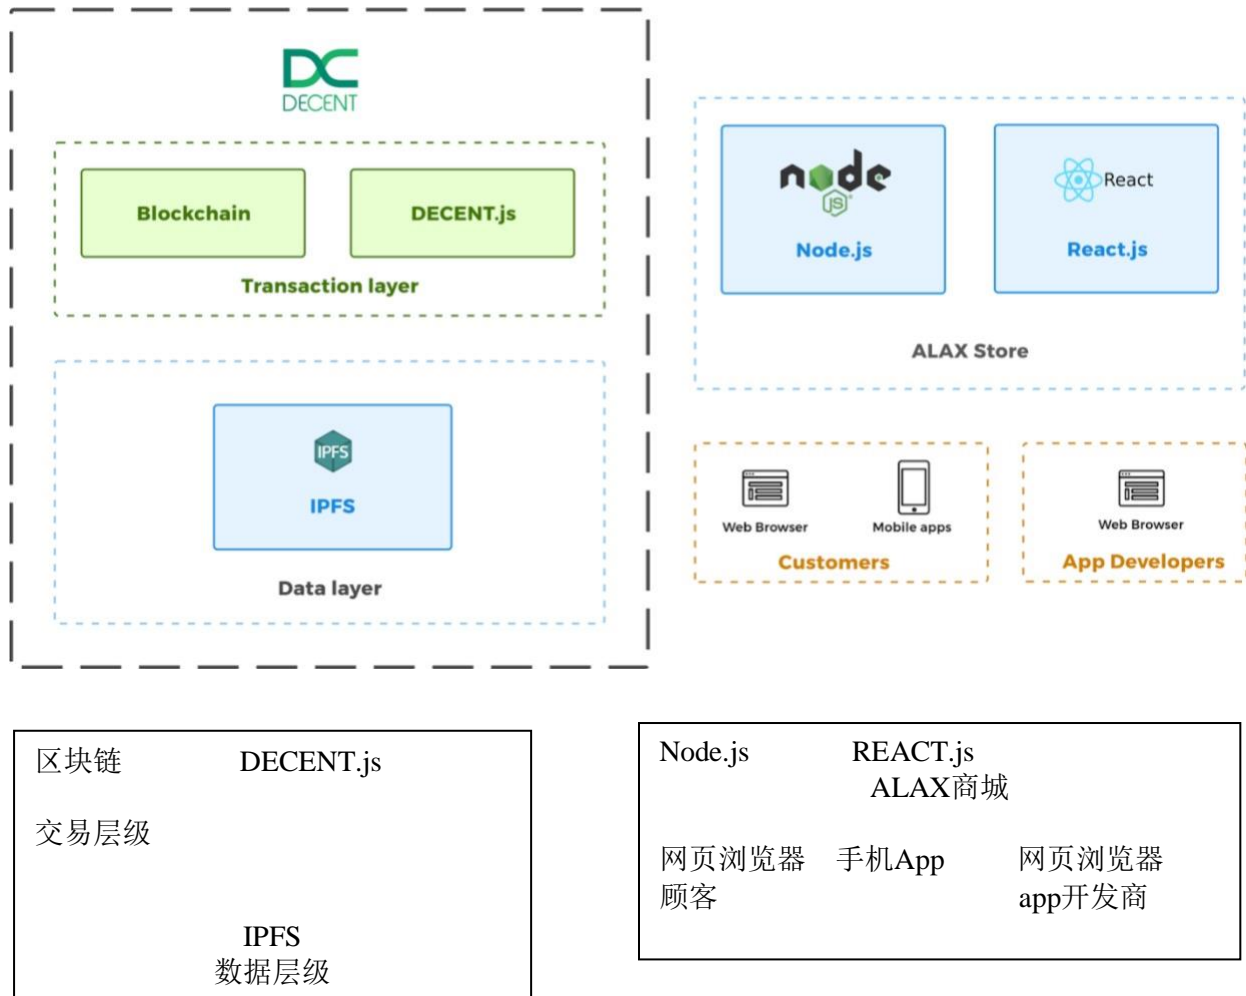 DC
DECENT
Blockchain
DECENT.js
Transaction layer
IPFS
IPFS
Data layer
node
JS
React
Node.js
React.js
ALAX Store
Web Browser
Mobile apps
Customers
Web Browser
App Developers
区块链 DECENT.js
交易层级
IPFS
数据层级
Node.js REACT.js
ALAX商城
网页浏览器 手机App 网页浏览器
顾客 app开发商